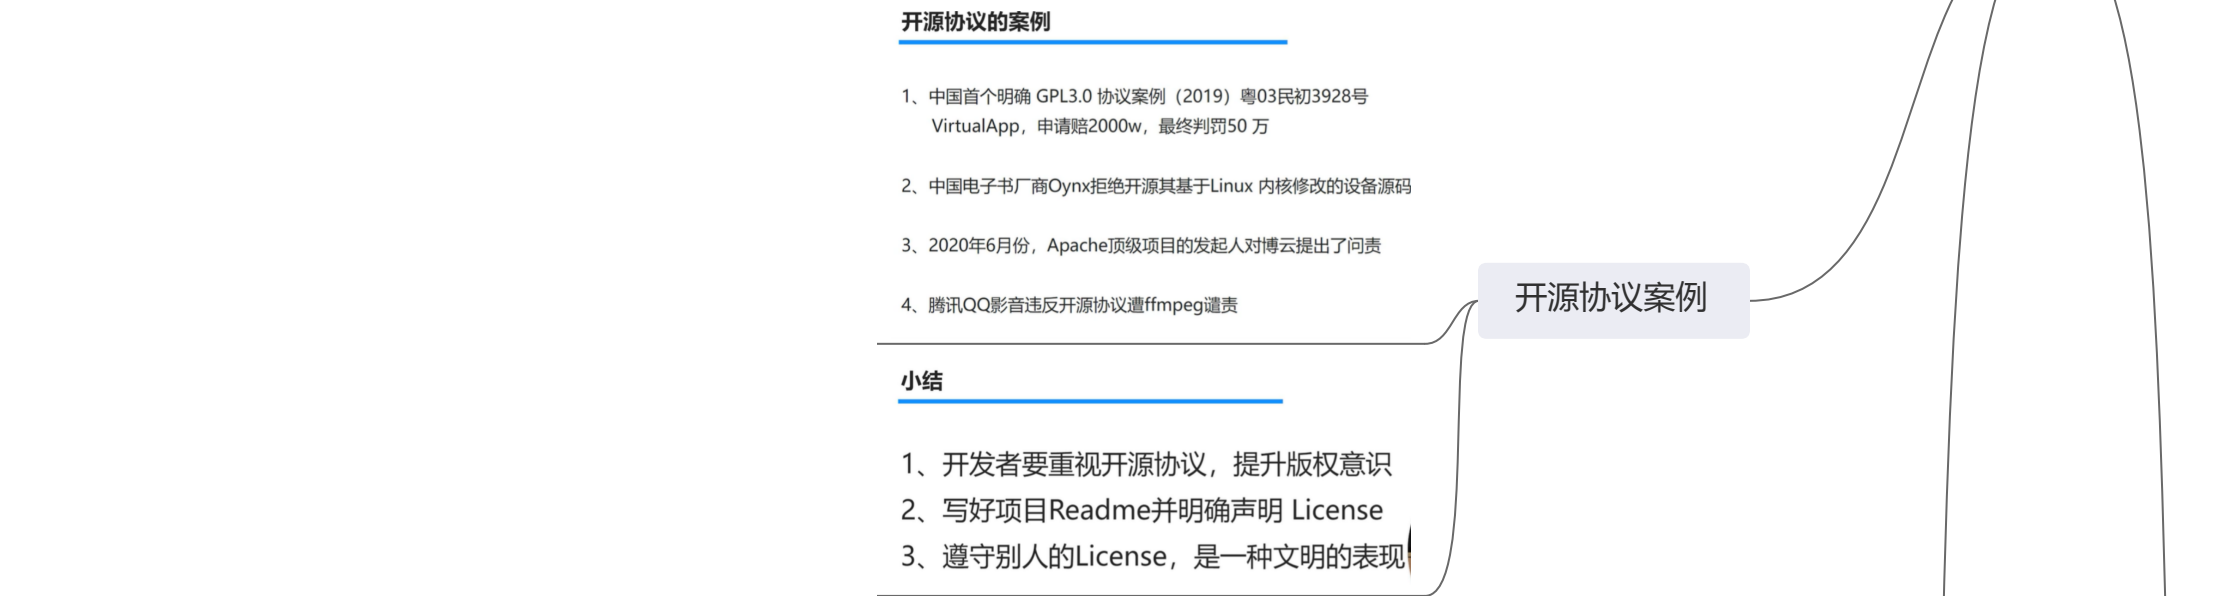 开源协议的案例
1、中国首个明确 GPL3.0 协议案例（2019）粤03民初3928号
VirtualApp，申请赔2000w，最终判罚50 万
2、中国电子书厂商Oynx拒绝开源其基于Linux 内核修改的设备源码
3、2020年6月份，Apache顶级项目的发起人对博云提出了问责
4、腾讯QQ影音违反开源协议遭ffmpeg谴责
开源协议案例
小结
1、开发者要重视开源协议，提升版权意识
2、写好项目Readme并明确声明 License
3、遵守别人的License，是一种文明的表现